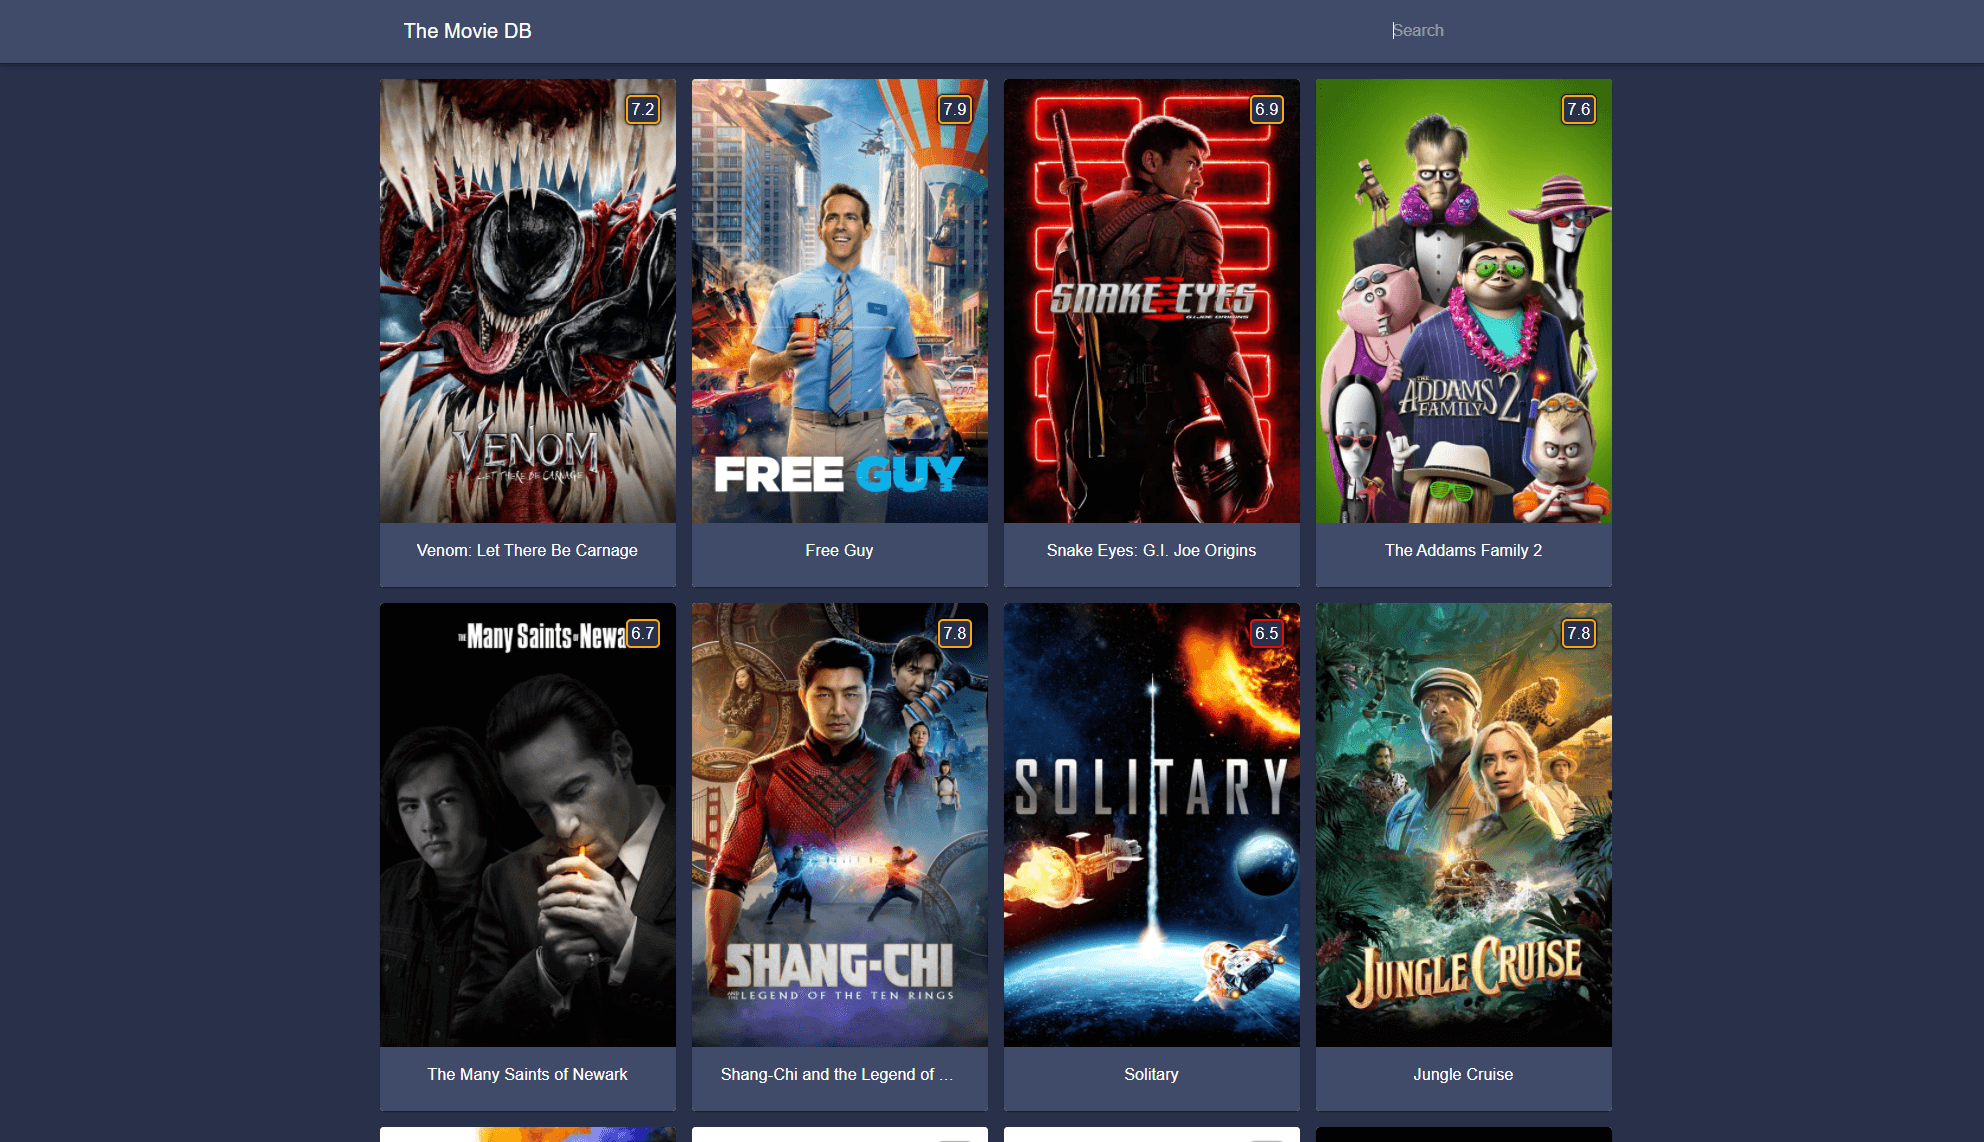 The Movie DB
Search
7.2
VENOM
LET THERE BE CARNAGE
Venom: Let There Be Carnage
7.9
FREE GUY
Free Guy
6.9
SNAKE EYES
G.I. JOE ORIGINS
Snake Eyes: G.I. Joe Origins
7.6
THE
ADDAMS
FAMILY 2
The Addams Family 2
THE Many Saints OF Newa
6.7
The Many Saints of Newark
7.8
SHANG-CHI
AND THE LEGEND OF THE TEN RINGS
Shang-Chi and the Legend of ...
6.5
SOLITARY
Solitary
7.8
JUNGLE CRUISE
Jungle Cruise